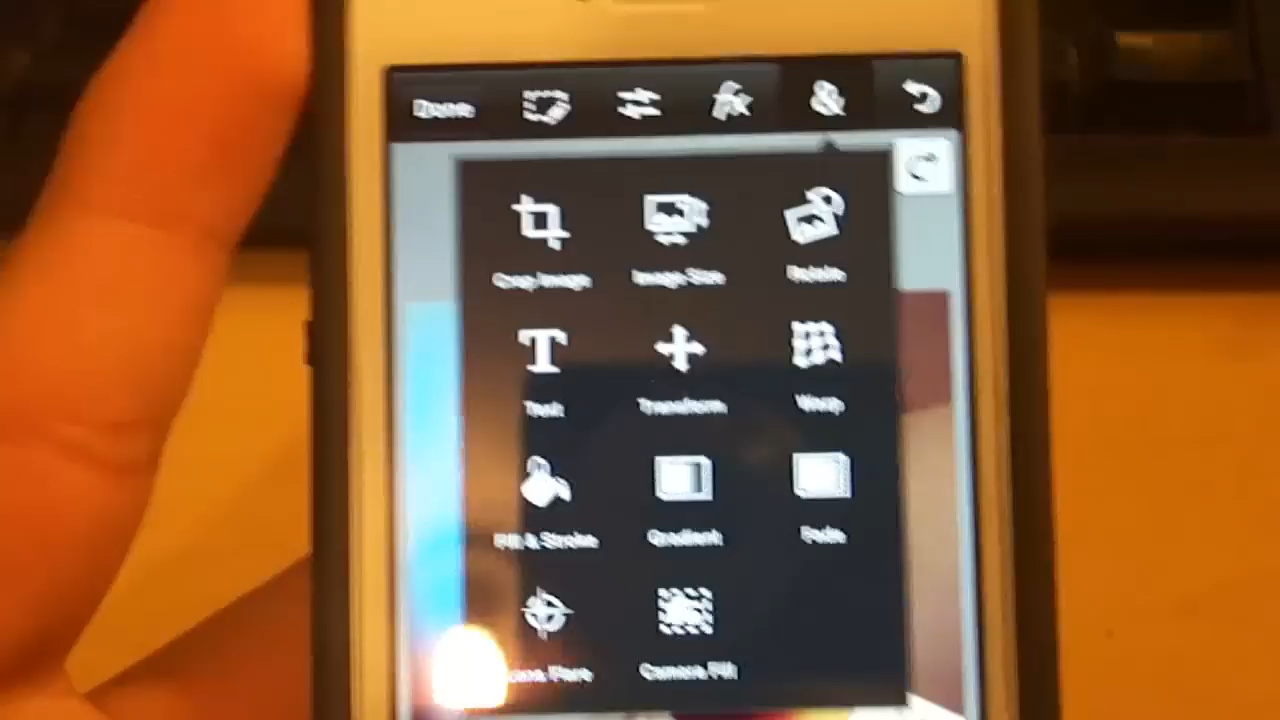 Done
Crop Image Image Size Rotate
Text Transform Warp
Fill & Stroke Gradient Fade
Camera Fill